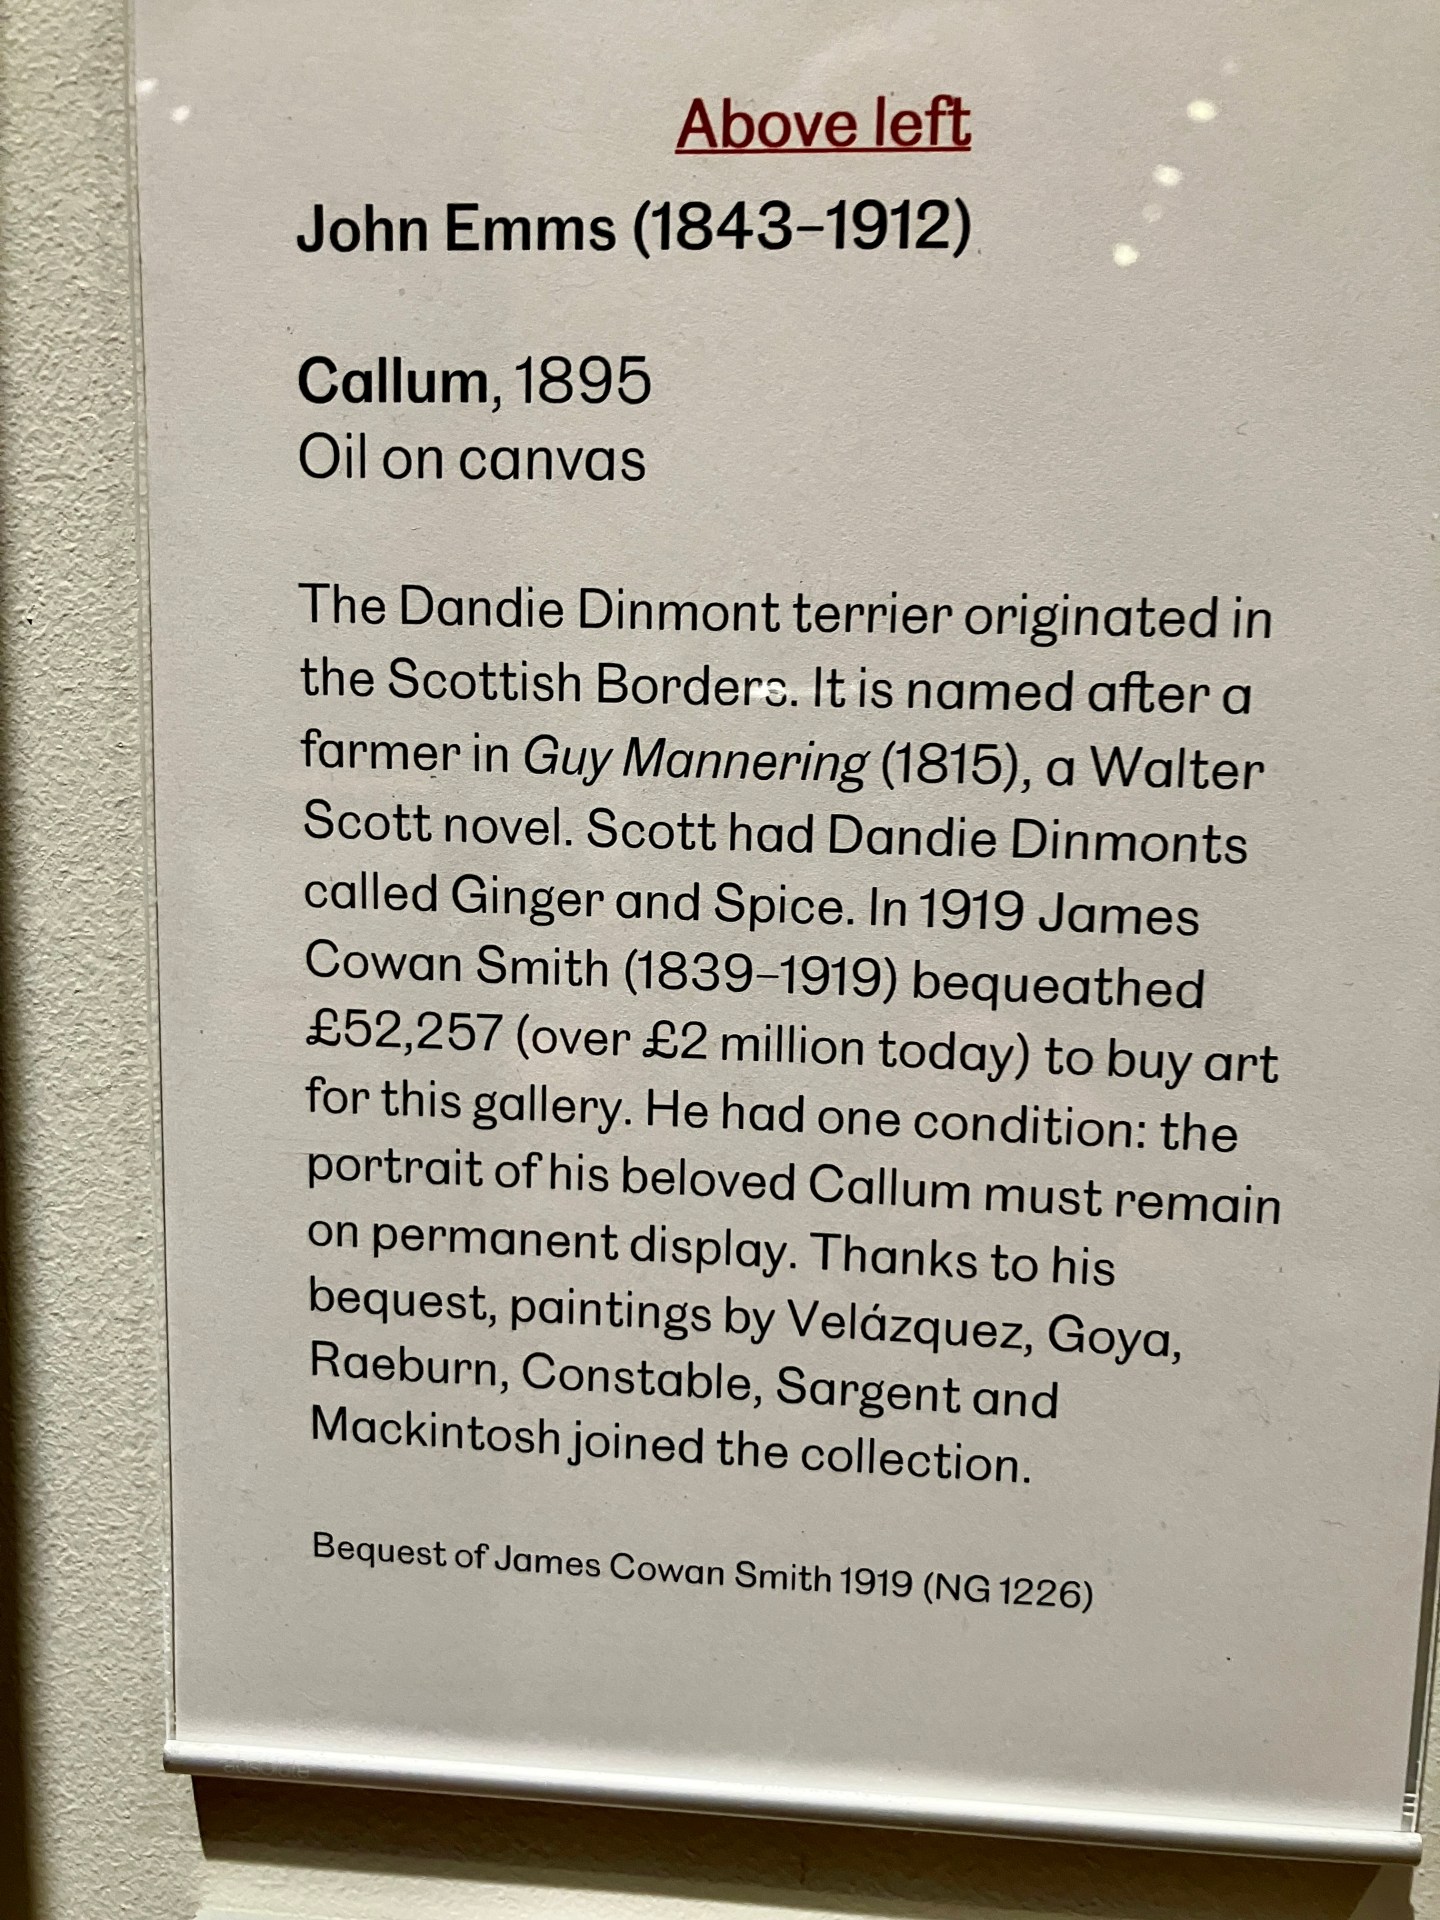 Above left
John Emms (1843–1912)
Callum, 1895
Oil on canvas
The Dandie Dinmont terrier originated in
the Scottish Borders. It is named after a
farmer in Guy Mannering (1815), a Walter
Scott novel. Scott had Dandie Dinmonts
called Ginger and Spice. In 1919 James
Cowan Smith (1839–1919) bequeathed
£52,257 (over £2 million today) to buy art
for this gallery. He had one condition: the
portrait of his beloved Callum must remain
on permanent display. Thanks to his
bequest, paintings by Velázquez, Goya,
Raeburn, Constable, Sargent and
Mackintosh joined the collection.
Bequest of James Cowan Smith 1919 (NG 1226)